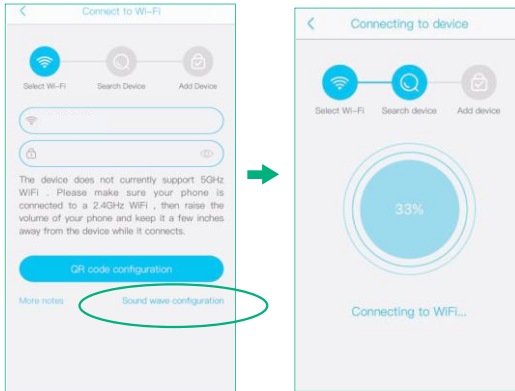 Connect to Wi-Fi
Select Wi-Fi
Search Device
Add Device
The device does not currently support 5GHz
WiFi . Please make sure your phone is
connected to a 2.4GHz WiFi , then raise the
volume of your phone and keep it a few inches
away from the device while it connects.
QR code configuration
More notes
Sound wave configuration
Connecting to device
Select Wi-Fi
Search device
Add device
33%
Connecting to WiFi...